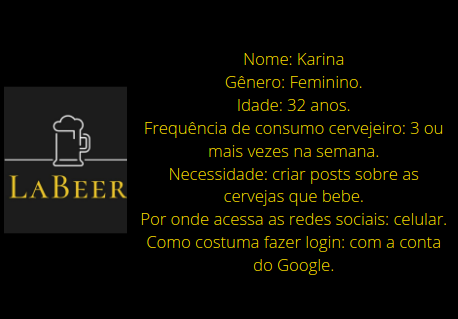 LABEER
Nome: Karina
Gênero: Feminino.
Idade: 32 anos.
Frequência de consumo cervejeiro: 3 ou
mais vezes na semana.
Necessidade: criar posts sobre as
cervejas que bebe.
Por onde acessa as redes sociais: celular.
Como costuma fazer login: com a conta
do Google.